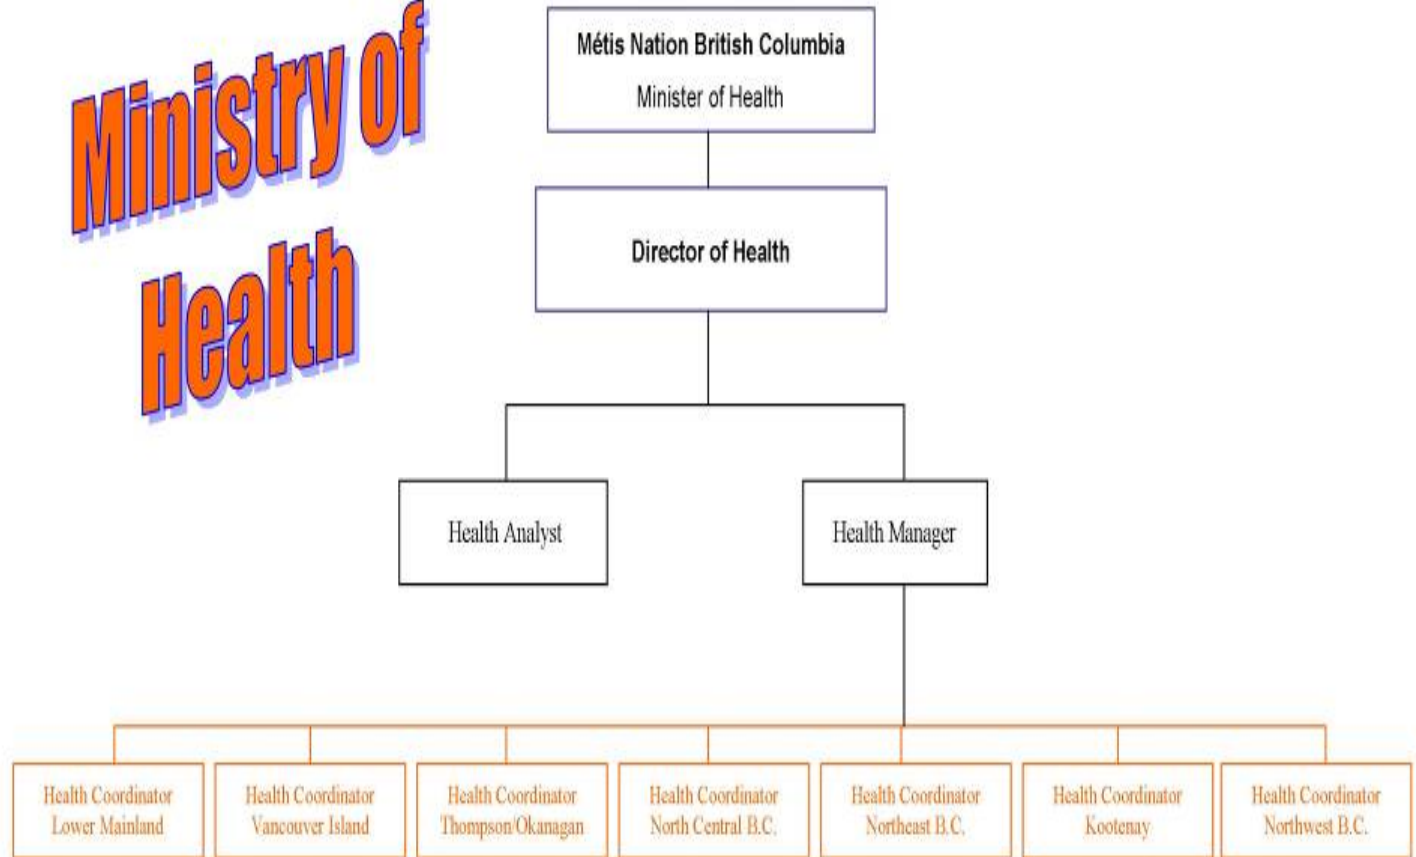 Ministry of
Health
Métis Nation British Columbia
Minister of Health
Director of Health
Health Analyst
Health Manager
Health Coordinator
Lower Mainland
Health Coordinator
Vancouver Island
Health Coordinator
Thompson/Okanagan
Health Coordinator
North Central B.C.
Health Coordinator
Northeast B.C.
Health Coordinator
Kootenay
Health Coordinator
Northwest B.C.